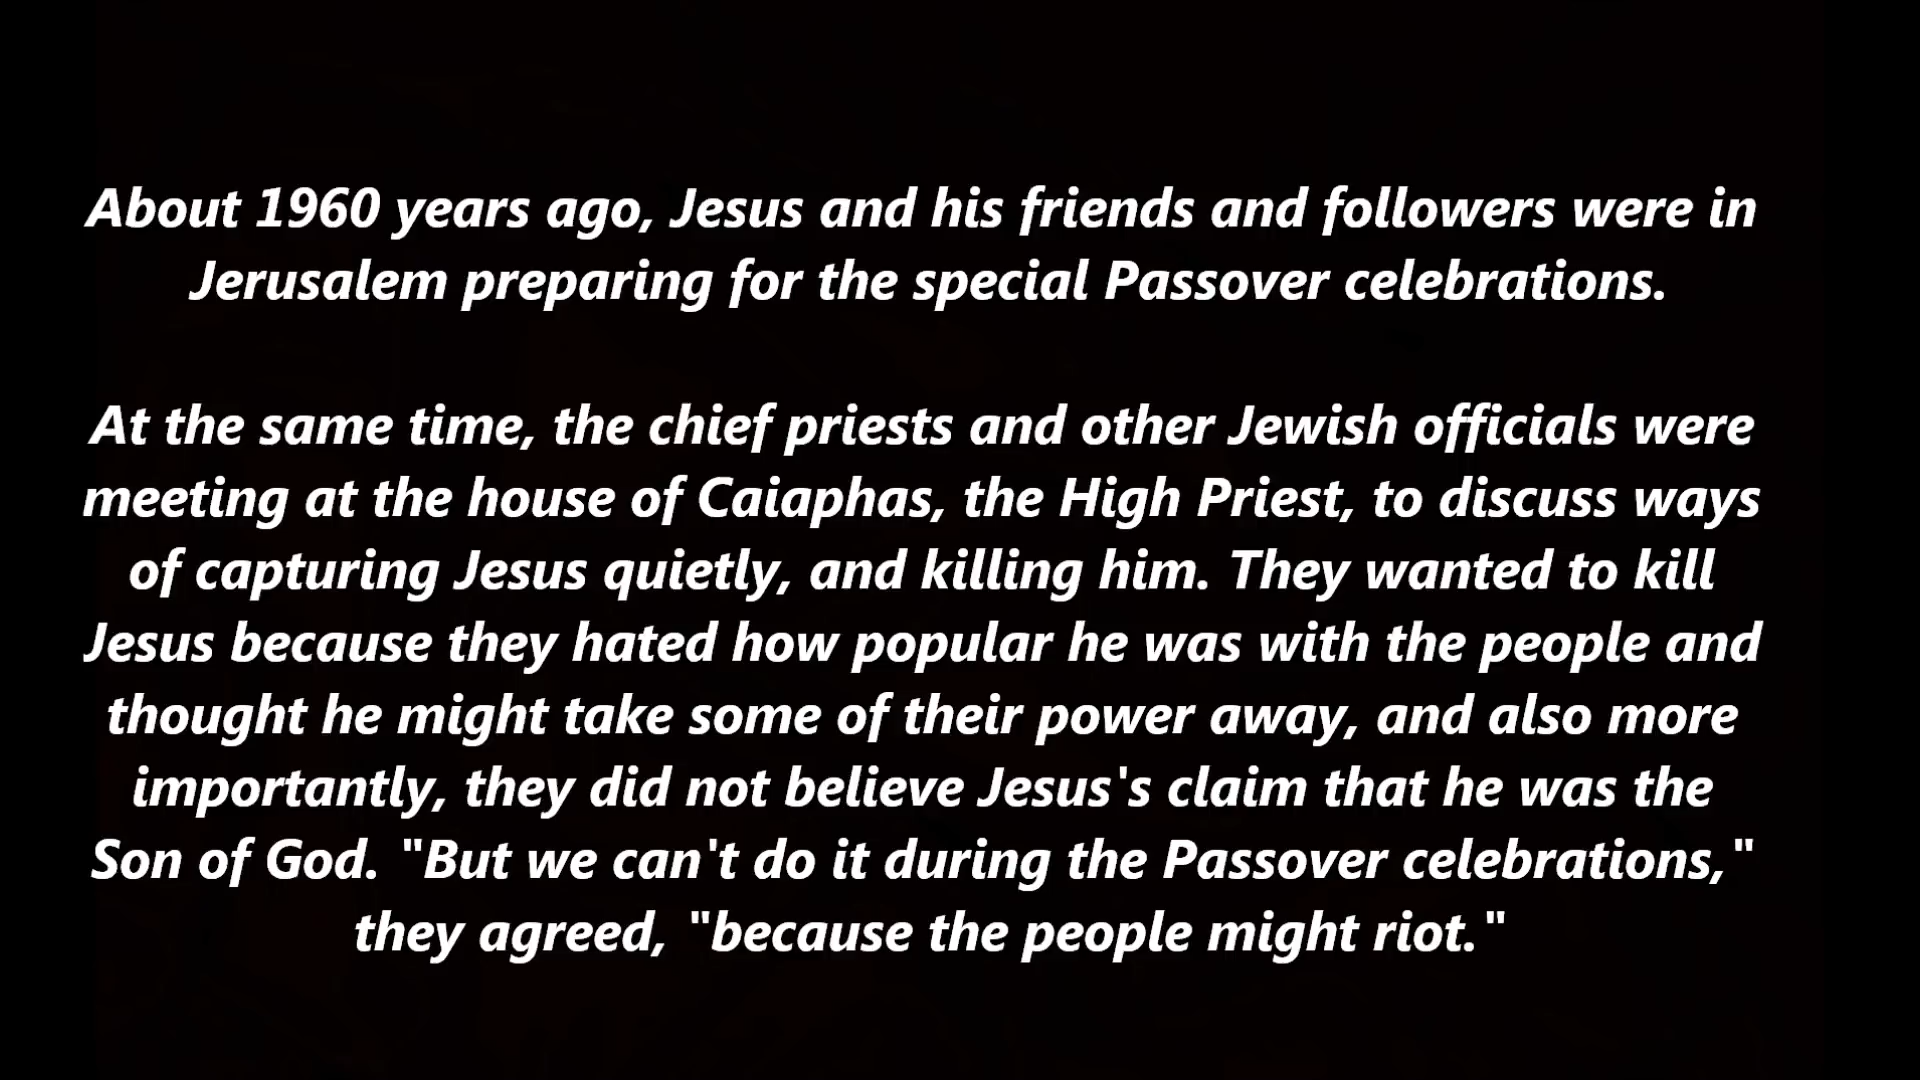 About 1960 years ago, Jesus and his friends and followers were in
Jerusalem preparing for the special Passover celebrations.
At the same time, the chief priests and other Jewish officials were
meeting at the house of Caiaphas, the High Priest, to discuss ways
of capturing Jesus quietly, and killing him. They wanted to kill
Jesus because they hated how popular he was with the people and
thought he might take some of their power away, and also more
importantly, they did not believe Jesus's claim that he was the
Son of God. "But we can't do it during the Passover celebrations,"
they agreed, "because the people might riot."